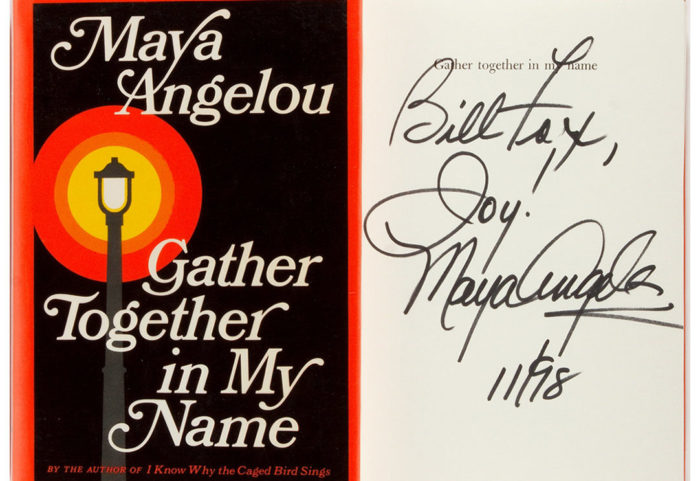 Maya
Angelou
Gather
Together
in My
Name
BY THE AUTHOR OF I Know Why the Caged Bird Sings
Gather together in my name
Bill Fox,
Joy!
Maya Angelou
11/98